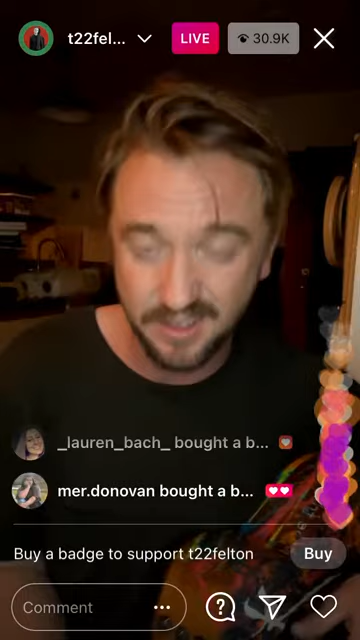 t22fel...
LIVE
30.9K
_lauren_bach_ bought a b...
mer.donovan bought a b...
Buy a badge to support t22felton
Buy
Comment